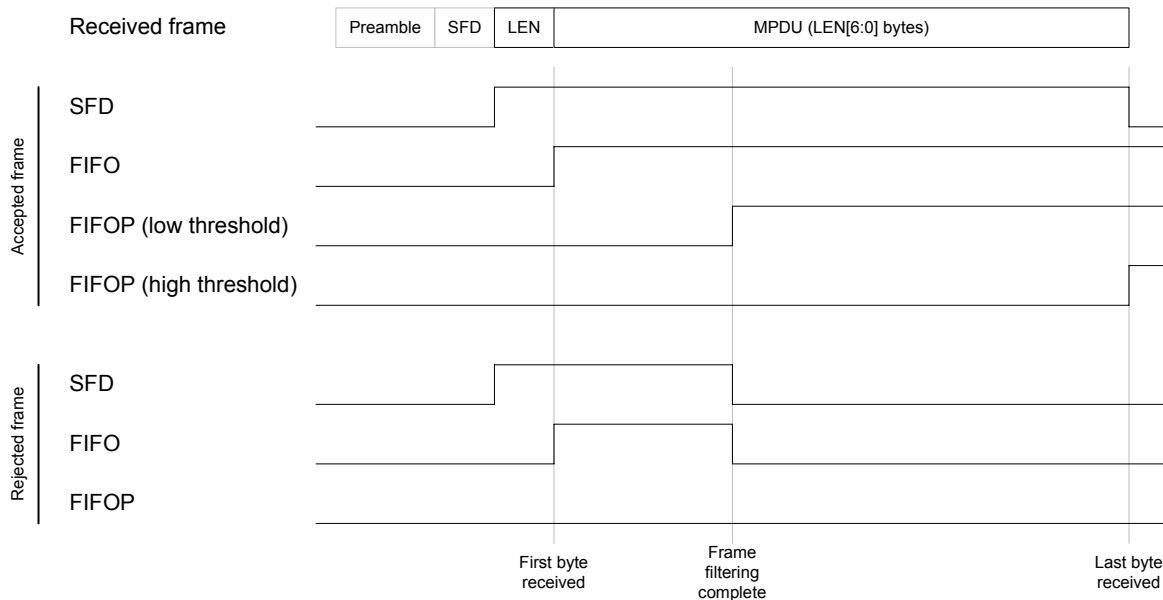 Received frame
Preamble SFD LEN MPDU (LEN[6:0] bytes)
Accepted frame
SFD
FIFO
FIFOP (low threshold)
FIFOP (high threshold)
Rejected frame
SFD
FIFO
FIFOP
First byte
received
Frame
filtering
complete
Last byte
received